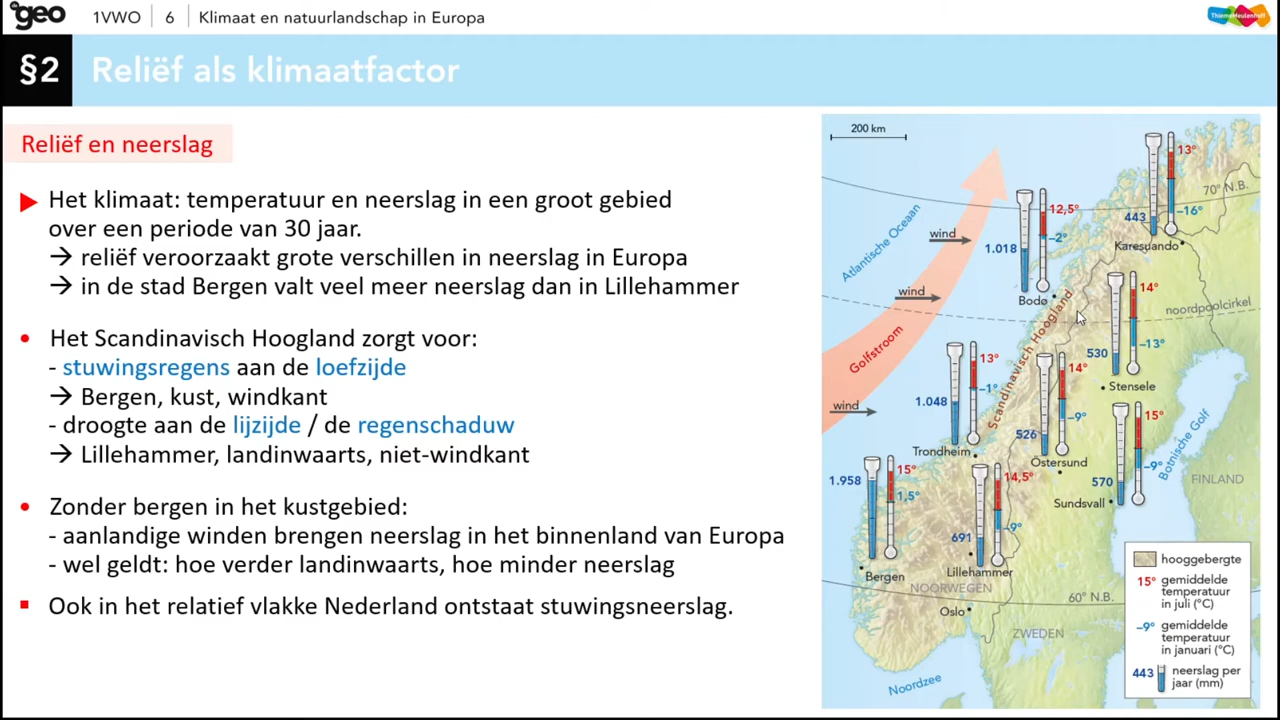 geo 1VWO 6 Klimaat en natuurlandschap in Europa ThiemeMeulenhoff
§2 Reliëf als klimaatfactor
Reliëf en neerslag
Het klimaat: temperatuur en neerslag in een groot gebied
over een periode van 30 jaar.
→ reliëf veroorzaakt grote verschillen in neerslag in Europa
→ in de stad Bergen valt veel meer neerslag dan in Lillehammer
• Het Scandinavisch Hoogland zorgt voor:
- stuwingsregens aan de loefzijde
→ Bergen, kust, windkant
- droogte aan de lijzijde / de regenschaduw
→ Lillehammer, landinwaarts, niet-windkant
• Zonder bergen in het kustgebied:
- aanlandige winden brengen neerslag in het binnenland van Europa
- wel geldt: hoe verder landinwaarts, hoe minder neerslag
Ook in het relatief vlakke Nederland ontstaat stuwingsneerslag.
200 km
13°
70° N.B.
-16°
443
Karesuando
Atlantische Oceaan
wind
12,5°
-2°
1.018
Bodø
wind
14°
noordpoolcirkel
-13°
530
Stensele
Golfstroom
Scandinavisch Hoogland
wind
13°
-1°
1.048
Trondheim
14°
-9°
526
Östersund
15°
-9°
570
Sundsvall
Botnische Golf
FINLAND
1.958
15°
1,5°
Bergen
14,5°
-9°
691
Lillehammer
NOORWEGEN
Oslo
60° N.B.
ZWEDEN
Noordzee
hooggebergte
15° gemiddelde
temperatuur
in juli (°C)
-9° gemiddelde
temperatuur
in januari (°C)
443 neerslag per
jaar (mm)